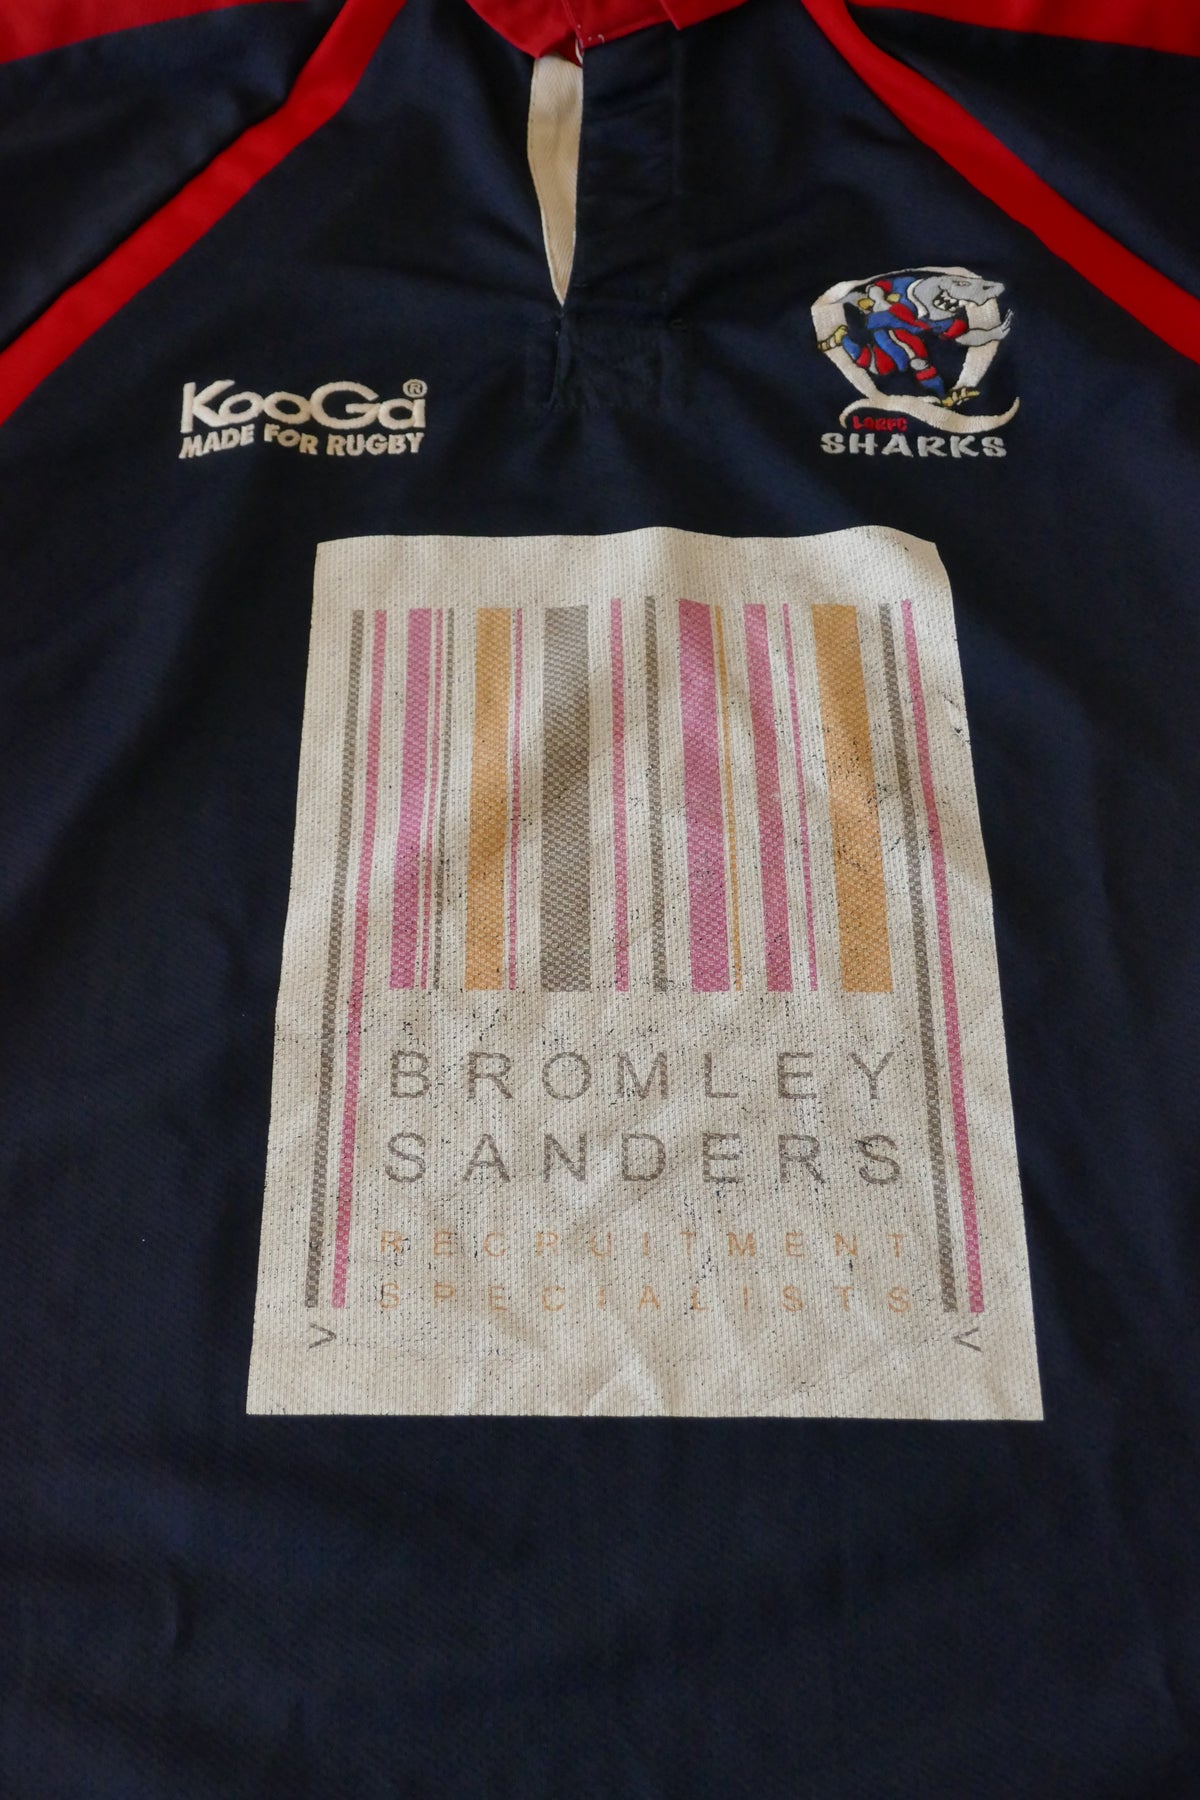 KooGa®
MADE FOR RUGBY
LQRFC
SHARKS
BROMLEY
SANDERS
RECRUITMENT
SPECIALISTS
> <